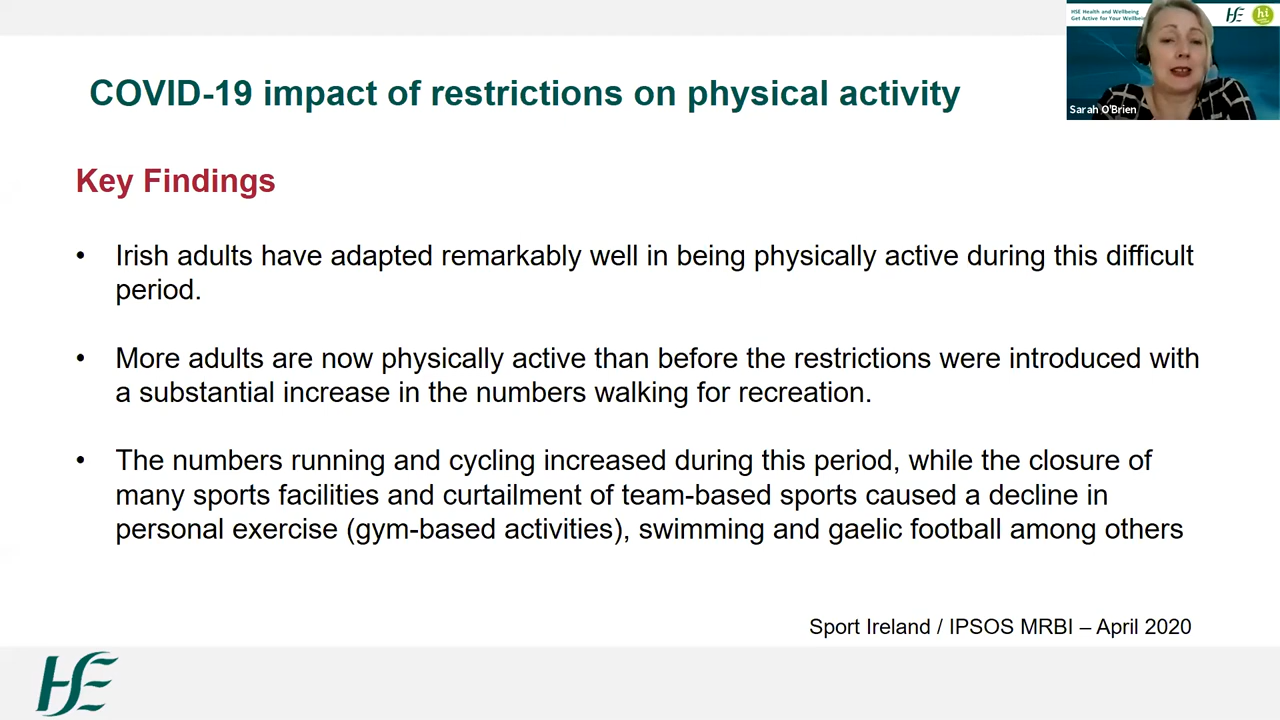 HSE Health and Wellbeing
Get Active for Your Wellbein
HSE
hi
Sarah O'Brien
COVID-19 impact of restrictions on physical activity
Key Findings
• Irish adults have adapted remarkably well in being physically active during this difficult
period.
• More adults are now physically active than before the restrictions were introduced with
a substantial increase in the numbers walking for recreation.
• The numbers running and cycling increased during this period, while the closure of
many sports facilities and curtailment of team-based sports caused a decline in
personal exercise (gym-based activities), swimming and gaelic football among others
Sport Ireland / IPSOS MRBI – April 2020
HSE